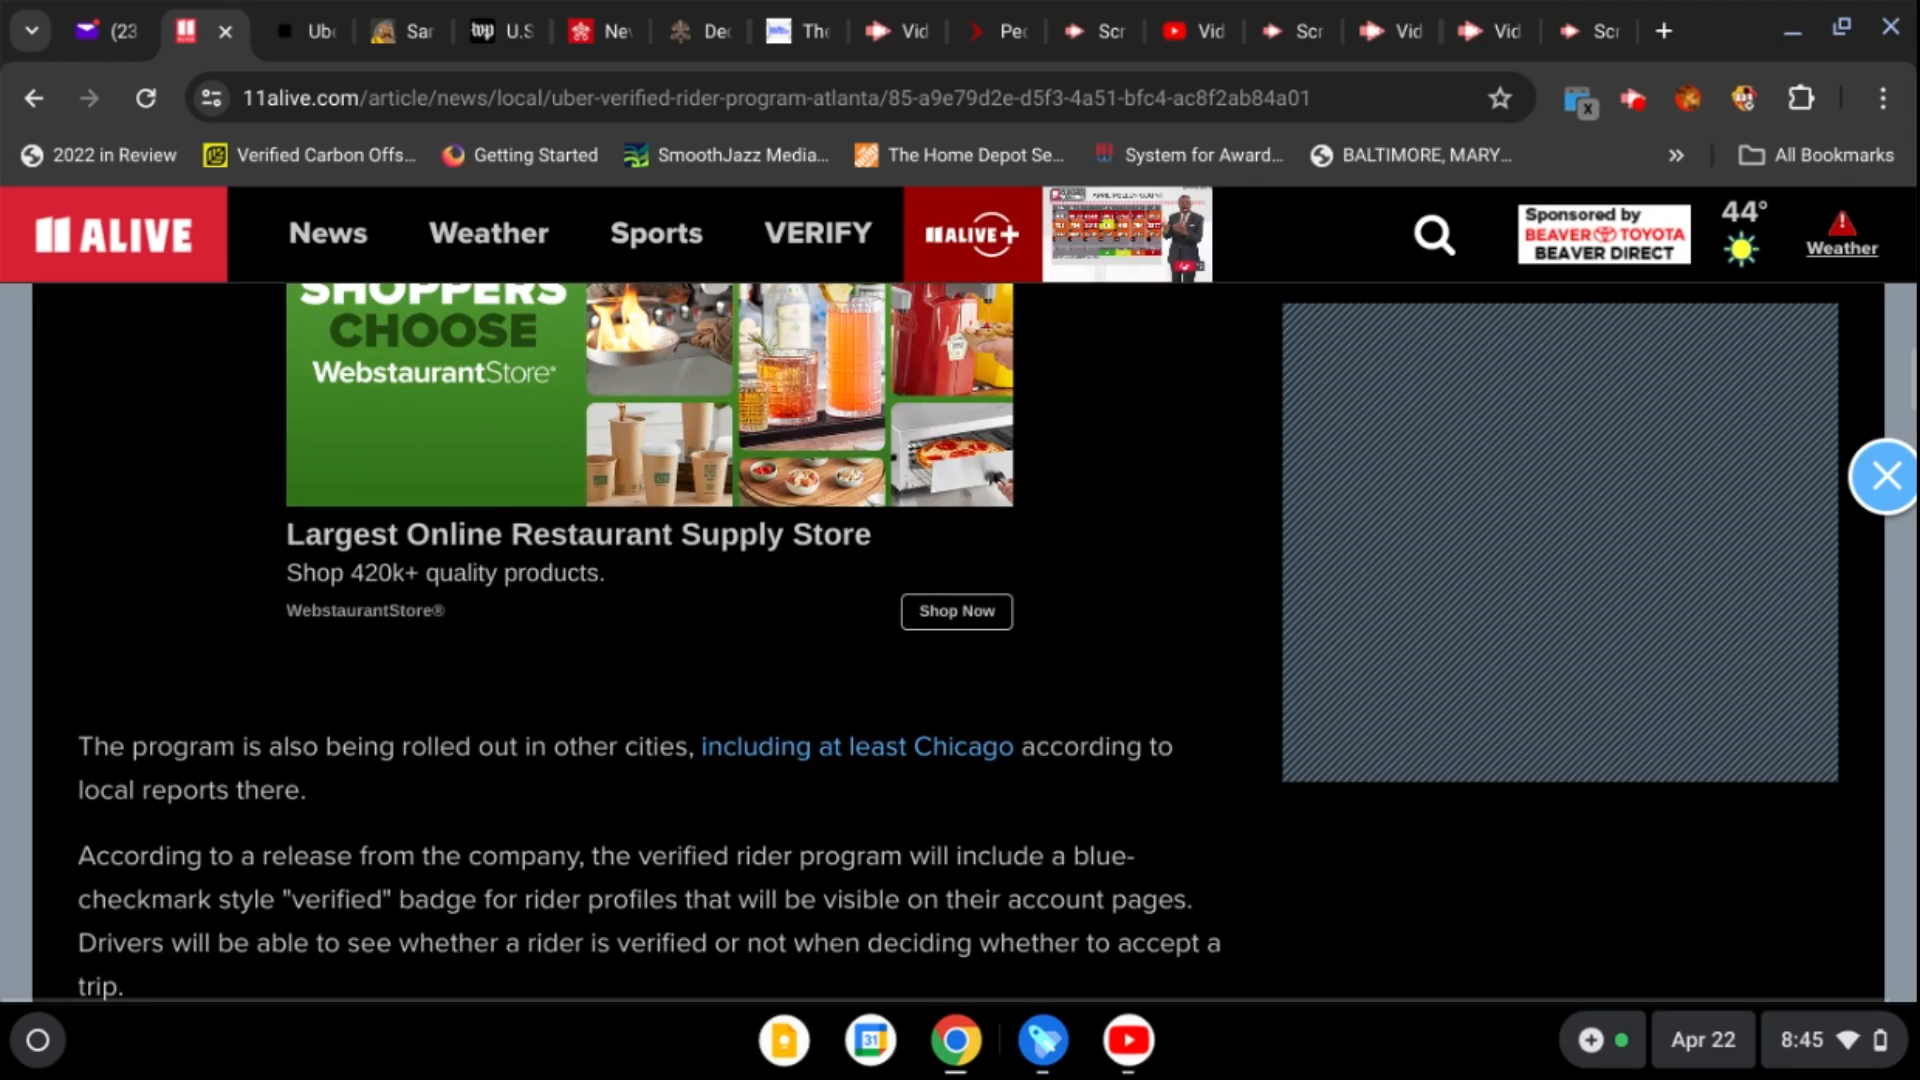 (23
Ub
Sar
U.S
Ne
De
The
Vid
Pe
Scr
Vid
Scr
Vid
Vid
Scr
11alive.com/article/news/local/uber-verified-rider-program-atlanta/85-a9e79d2e-d5f3-4a51-bfc4-ac8f2ab84a01
2022 in Review
Verified Carbon Offs...
Getting Started
SmoothJazz Media...
The Home Depot Se...
System for Award...
BALTIMORE, MARY...
All Bookmarks
11 ALIVE
News
Weather
Sports
VERIFY
11ALIVE+
Sponsored by
BEAVER TOYOTA
BEAVER DIRECT
44°
Weather
SHOPPERS
CHOOSE
WebstaurantStore
Largest Online Restaurant Supply Store
Shop 420k+ quality products.
WebstaurantStore®
Shop Now
The program is also being rolled out in other cities, including at least Chicago according to
local reports there.
According to a release from the company, the verified rider program will include a blue-
checkmark style "verified" badge for rider profiles that will be visible on their account pages.
Drivers will be able to see whether a rider is verified or not when deciding whether to accept a
trip.
31
Apr 22
8:45